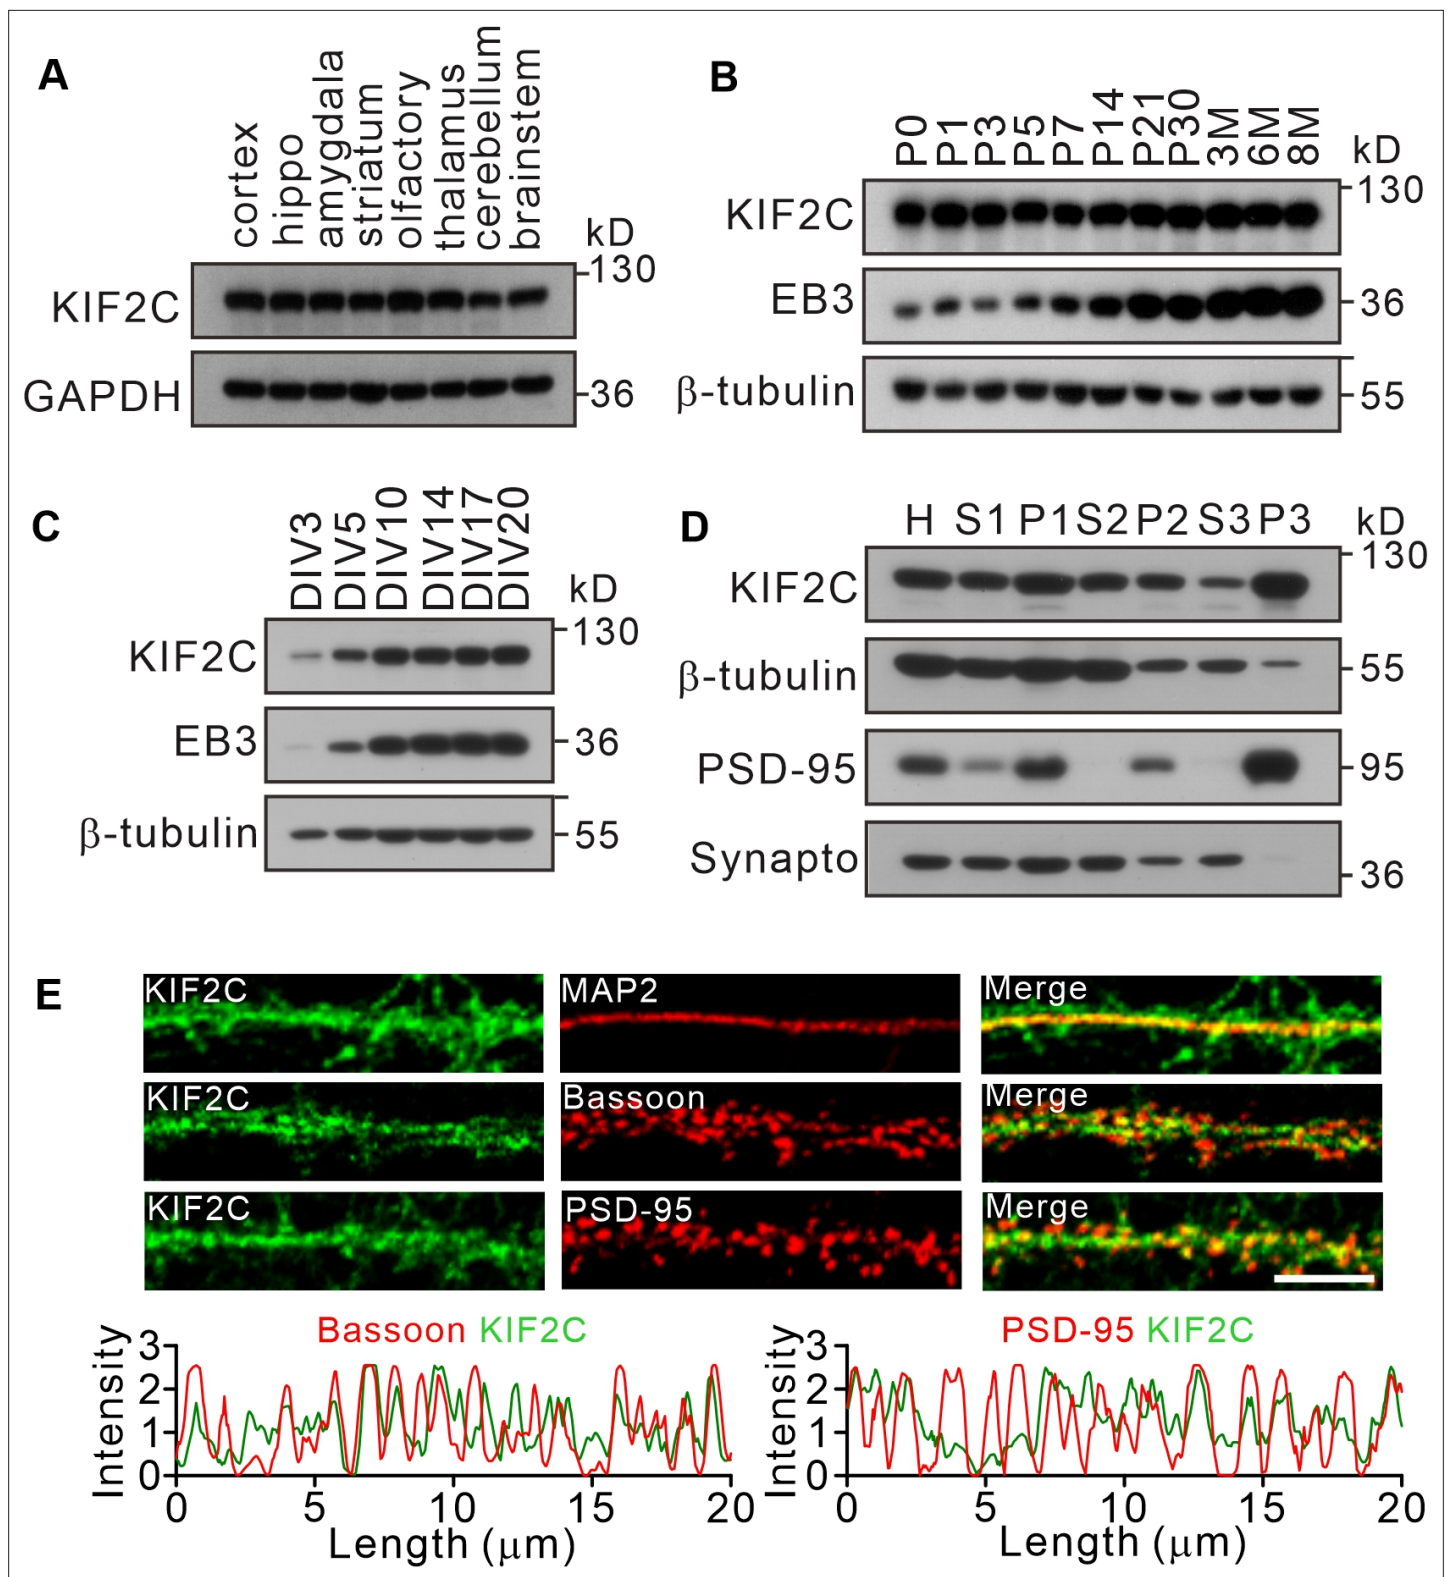 A
cortex
hippo
amygdala
striatum
olfactory
thalamus
cerebellum
brainstem
kD
130
KIF2C
GAPDH
36
B
P0
P1
P3
P5
P7
P14
P21
P30
3M
6M
8M
kD
130
KIF2C
EB3
36
β-tubulin
55
C
DIV3
DIV5
DIV10
DIV14
DIV17
DIV20
kD
130
KIF2C
EB3
36
β-tubulin
55
D
H S1 P1 S2 P2 S3 P3 kD
130
KIF2C
β-tubulin
55
PSD-95
95
Synapto
36
E
KIF2C MAP2 Merge
KIF2C Bassoon Merge
KIF2C PSD-95 Merge
Bassoon KIF2C
Intensity
3
2
1
0
0 5 10 15 20
Length (μm)
PSD-95 KIF2C
Intensity
3
2
1
0
0 5 10 15 20
Length (μm)